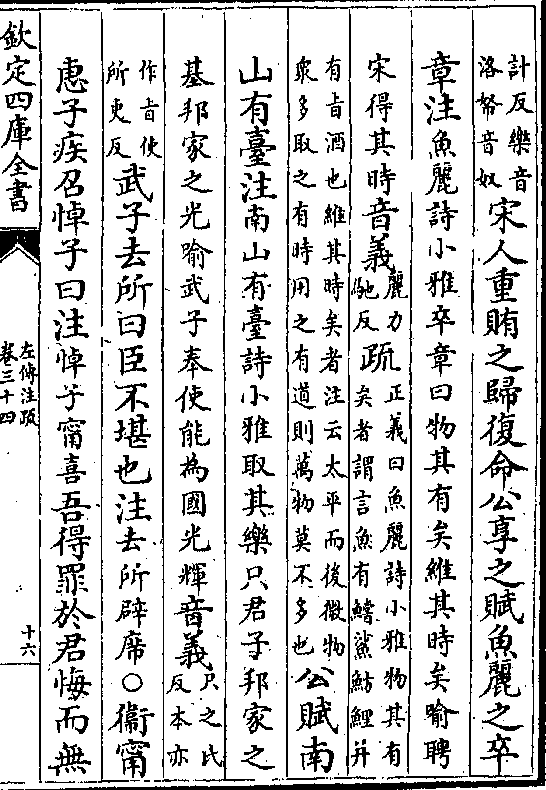 計反樂音
洛帑音奴
宋人重賄之歸復命公享之賦魚麗之卒
章注魚麗詩小雅卒章曰物其有矣維其時矣喻聘
宋得其時音義
麗力
馳反
疏
正義曰魚麗詩小雅物其有
矣者謂言魚有鱨鯊魴鯉并
有旨酒也維其時矣者注云太平而後微物
衆多取之有時用之有道則萬物莫不多也
公賦南
山有臺注南山有臺詩小雅取其樂只君子邦家之
基邦家之光喻武子奉使能為國光輝音義
只之氏
反本亦
作旨使
所吏反
武子去所曰臣不堪也注去所辟席○衞甯
惠子疾召悼子曰注悼子甯喜吾得罪於君悔而無
欽定四庫全書
左傳注疏
卷三十四
十六